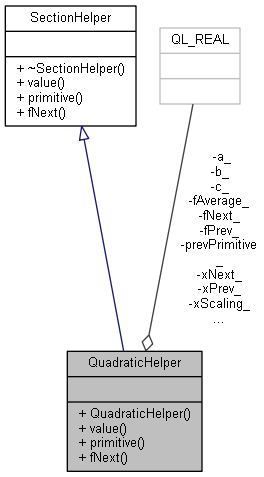 SectionHelper
+ ~SectionHelper()
+ value()
+ primitive()
+ fNext()
QL_REAL
-a_
-b_
-c_
-fAverage_
-fNext_
-fPrev_
-prevPrimitive
_
-xNext_
-xPrev_
-xScaling_
...
QuadraticHelper
+ QuadraticHelper()
+ value()
+ primitive()
+ fNext()